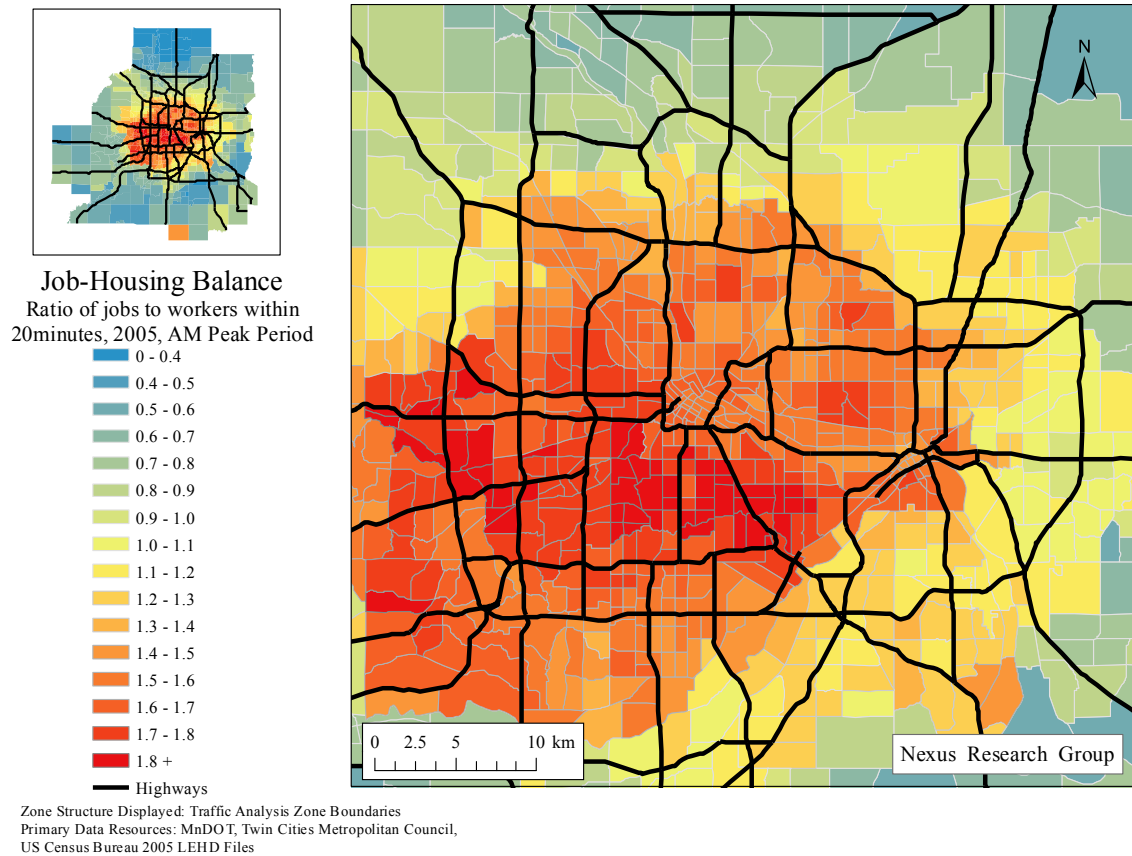 Job-Housing Balance
Ratio of jobs to workers within
20minutes, 2005, AM Peak Period
0 - 0.4
0.4 - 0.5
0.5 - 0.6
0.6 - 0.7
0.7 - 0.8
0.8 - 0.9
0.9 - 1.0
1.0 - 1.1
1.1 - 1.2
1.2 - 1.3
1.3 - 1.4
1.4 - 1.5
1.5 - 1.6
1.6 - 1.7
1.7 - 1.8
1.8 +
Highways
Zone Structure Displayed: Traffic Analysis Zone Boundaries
Primary Data Resources: MnDOT, Twin Cities Metropolitan Council,
US Census Bureau 2005 LEHD Files
N
0 2.5 5 10 km
Nexus Research Group